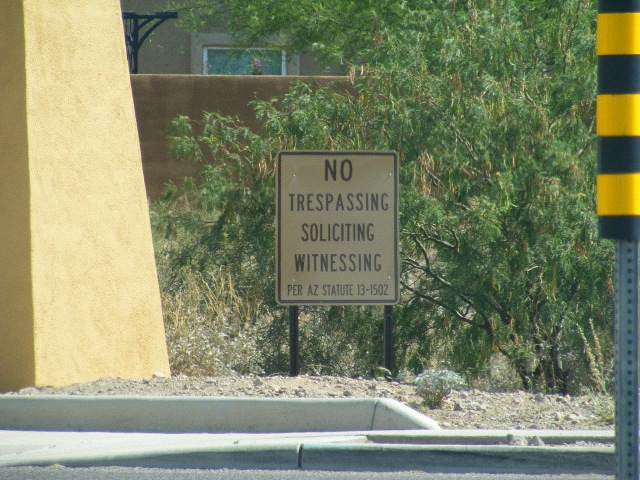 NO
TRESPASSING
SOLICITING
WITNESSING
PER AZ STATUTE 13-1502